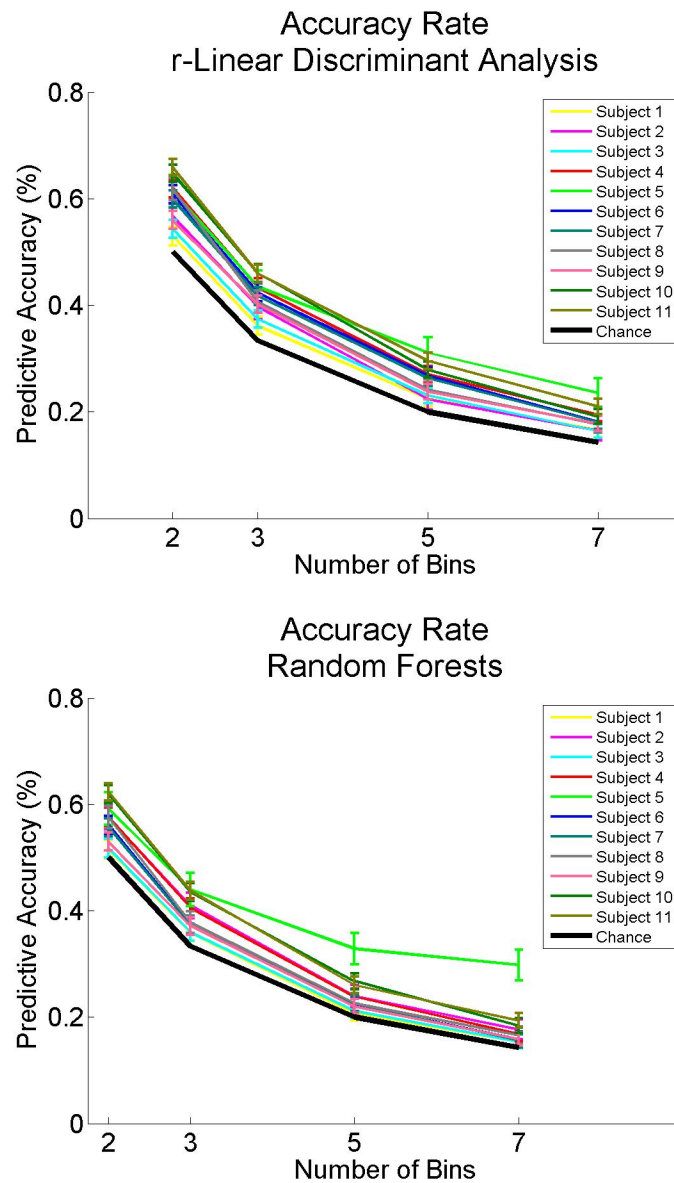 Accuracy Rate
r-Linear Discriminant Analysis
Predictive Accuracy (%)
0.8
0.6
0.4
0.2
0
2
3
5
7
Number of Bins
Subject 1
Subject 2
Subject 3
Subject 4
Subject 5
Subject 6
Subject 7
Subject 8
Subject 9
Subject 10
Subject 11
Chance
Accuracy Rate
Random Forests
Predictive Accuracy (%)
0.8
0.6
0.4
0.2
0
2
3
5
7
Number of Bins
Subject 1
Subject 2
Subject 3
Subject 4
Subject 5
Subject 6
Subject 7
Subject 8
Subject 9
Subject 10
Subject 11
Chance